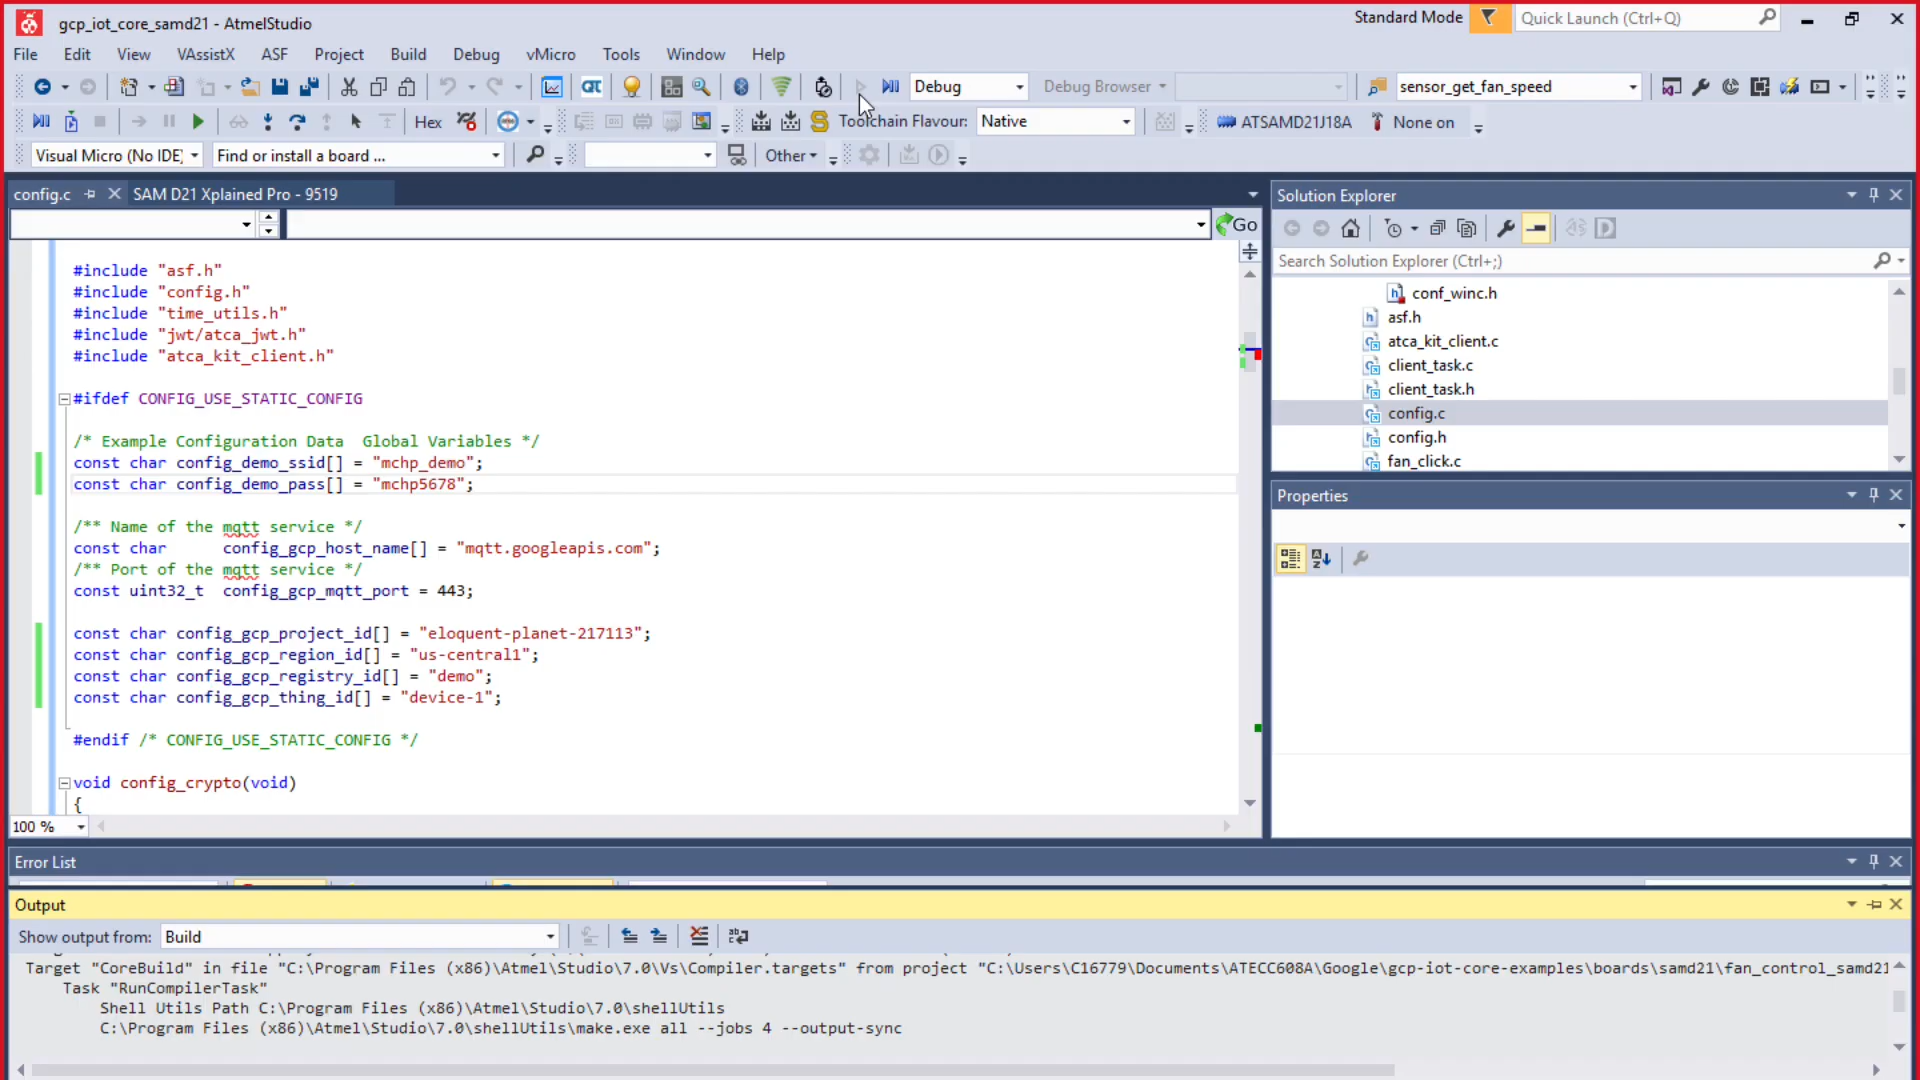 gcp_iot_core_samd21 - AtmelStudio
Standard Mode
Quick Launch (Ctrl+Q)
File Edit View VAssistX ASF Project Build Debug vMicro Tools Window Help
Debug
Debug Browser
sensor_get_fan_speed
Hex
Toolchain Flavour: Native
ATSAMD21J18A
None on
Visual Micro (No IDE)
Find or install a board ...
Other
config.c
SAM D21 Xplained Pro - 9519
Go
#include "asf.h"
#include "config.h"
#include "time_utils.h"
#include "jwt/atca_jwt.h"
#include "atca_kit_client.h"
#ifdef CONFIG_USE_STATIC_CONFIG
/* Example Configuration Data  Global Variables */
const char config_demo_ssid[] = "mchp_demo";
const char config_demo_pass[] = "mchp5678";
/** Name of the mqtt service */
const char      config_gcp_host_name[] = "mqtt.googleapis.com";
/** Port of the mqtt service */
const uint32_t  config_gcp_mqtt_port = 443;
const char config_gcp_project_id[] = "eloquent-planet-217113";
const char config_gcp_region_id[] = "us-central1";
const char config_gcp_registry_id[] = "demo";
const char config_gcp_thing_id[] = "device-1";
#endif /* CONFIG_USE_STATIC_CONFIG */
void config_crypto(void)
{
100 %
Solution Explorer
Search Solution Explorer (Ctrl+;)
conf_winc.h
asf.h
atca_kit_client.c
client_task.c
client_task.h
config.c
config.h
fan_click.c
Properties
Error List
Output
Show output from: Build
Target "CoreBuild" in file "C:\Program Files (x86)\Atmel\Studio\7.0\Vs\Compiler.targets" from project "C:\Users\C16779\Documents\ATECC608A\Google\gcp-iot-core-examples\boards\samd21\fan_control_samd21
Task "RunCompilerTask"
Shell Utils Path C:\Program Files (x86)\Atmel\Studio\7.0\shellUtils
C:\Program Files (x86)\Atmel\Studio\7.0\shellUtils\make.exe all --jobs 4 --output-sync